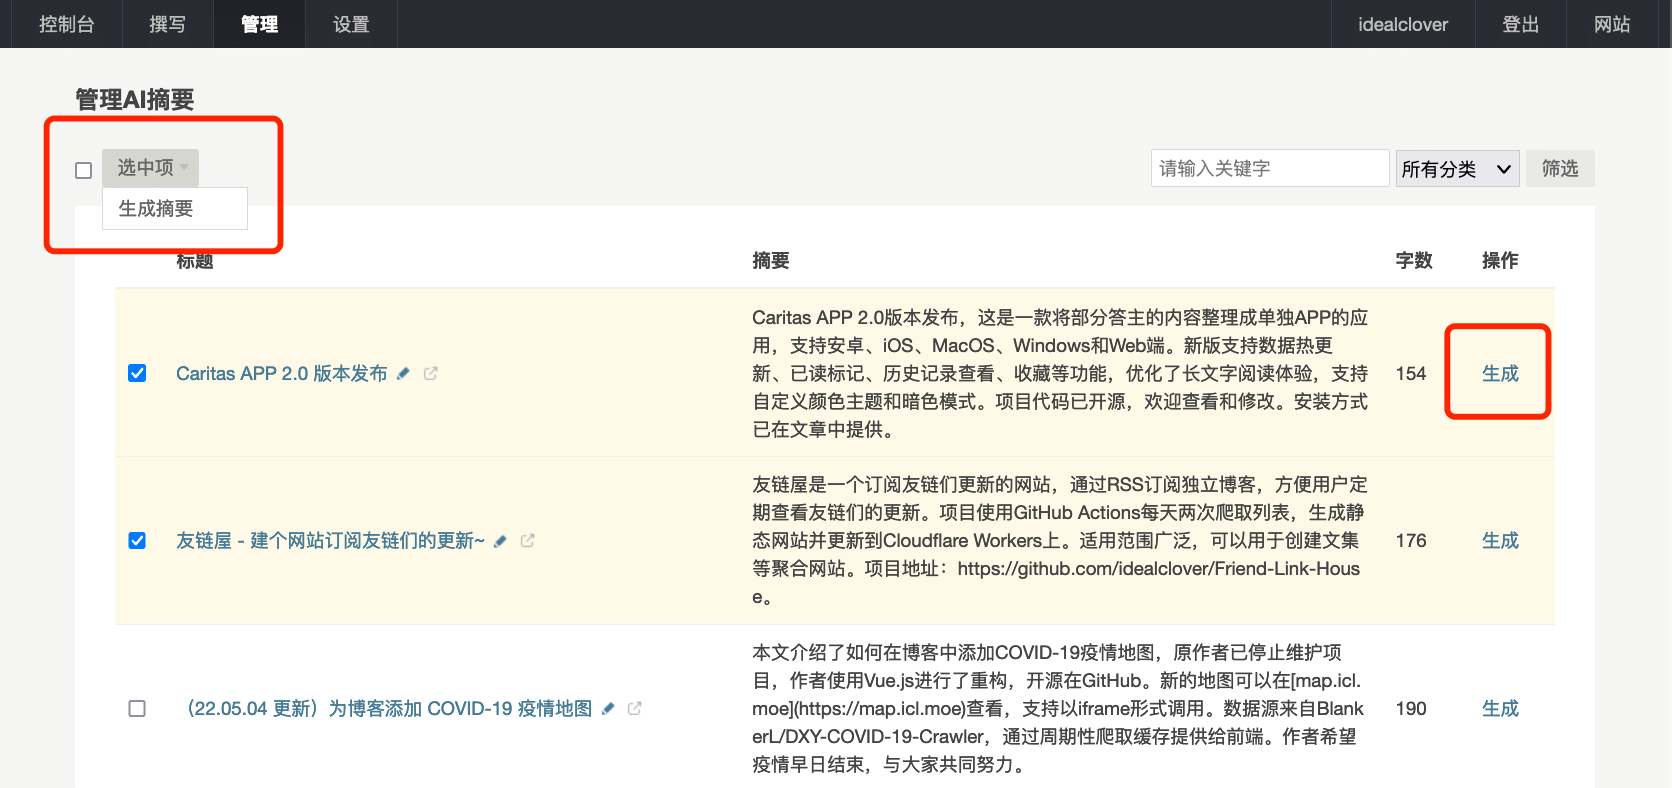 控制台 撰写 管理 设置 idealclover 登出 网站
管理AI摘要
选中项 请输入关键字 所有分类 筛选
生成摘要
标题 摘要 字数 操作
Caritas APP 2.0版本发布，这是一款将部分答主的内容整理成单独APP的应
用，支持安卓、iOS、MacOS、Windows和Web端。新版支持数据热更
Caritas APP 2.0 版本发布 新、已读标记、历史记录查看、收藏等功能，优化了长文字阅读体验，支持 154 生成
自定义颜色主题和暗色模式。项目代码已开源，欢迎查看和修改。安装方式
已在文章中提供。
友链屋是一个订阅友链们更新的网站，通过RSS订阅独立博客，方便用户定
期查看友链们的更新。项目使用GitHub Actions每天两次爬取列表，生成静
友链屋 - 建个网站订阅友链们的更新~ 态网站并更新到Cloudflare Workers上。适用范围广泛，可以用于创建文集 176 生成
等聚合网站。项目地址：https://github.com/idealclover/Friend-Link-Hous
e。
本文介绍了如何在博客中添加COVID-19疫情地图，原作者已停止维护项
目，作者使用Vue.js进行了重构，开源在GitHub。新的地图可以在[map.icl.
（22.05.04 更新）为博客添加 COVID-19 疫情地图 moe](https://map.icl.moe)查看，支持以iframe形式调用。数据源来自Blank 190 生成
erL/DXY-COVID-19-Crawler，通过周期性爬取缓存提供给前端。作者希望
疫情早日结束，与大家共同努力。